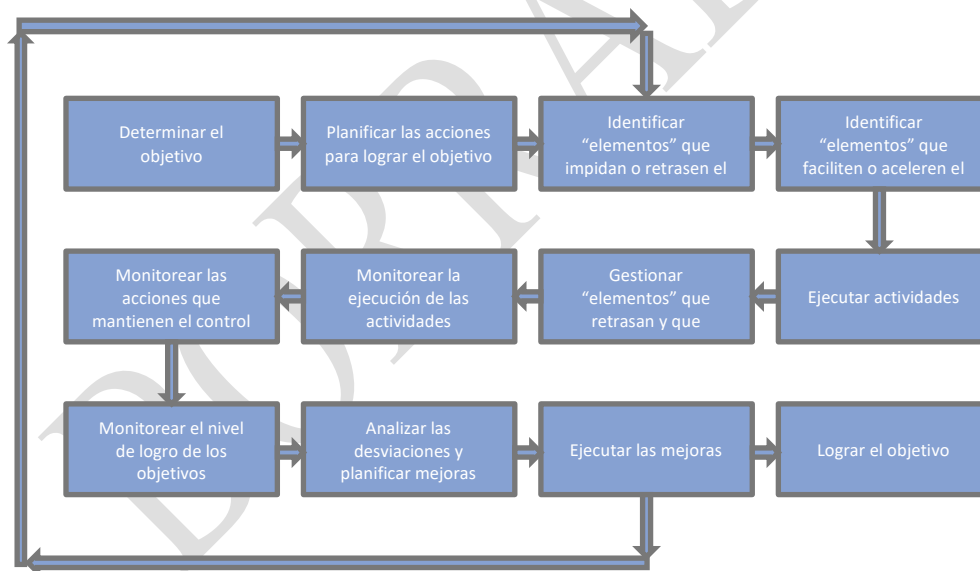 Determinar el
objetivo
Planificar las acciones
para lograr el objetivo
Identificar
“elementos” que
impidan o retrasen el
Identificar
“elementos” que
faciliten o aceleren el
Monitorear las
acciones que
mantienen el control
Monitorear la
ejecución de las
actividades
Gestionar
“elementos” que
retrasan y que
Ejecutar actividades
Monitorear el nivel
de logro de los
objetivos
Analizar las
desviaciones y
planificar mejoras
Ejecutar las mejoras
Lograr el objetivo